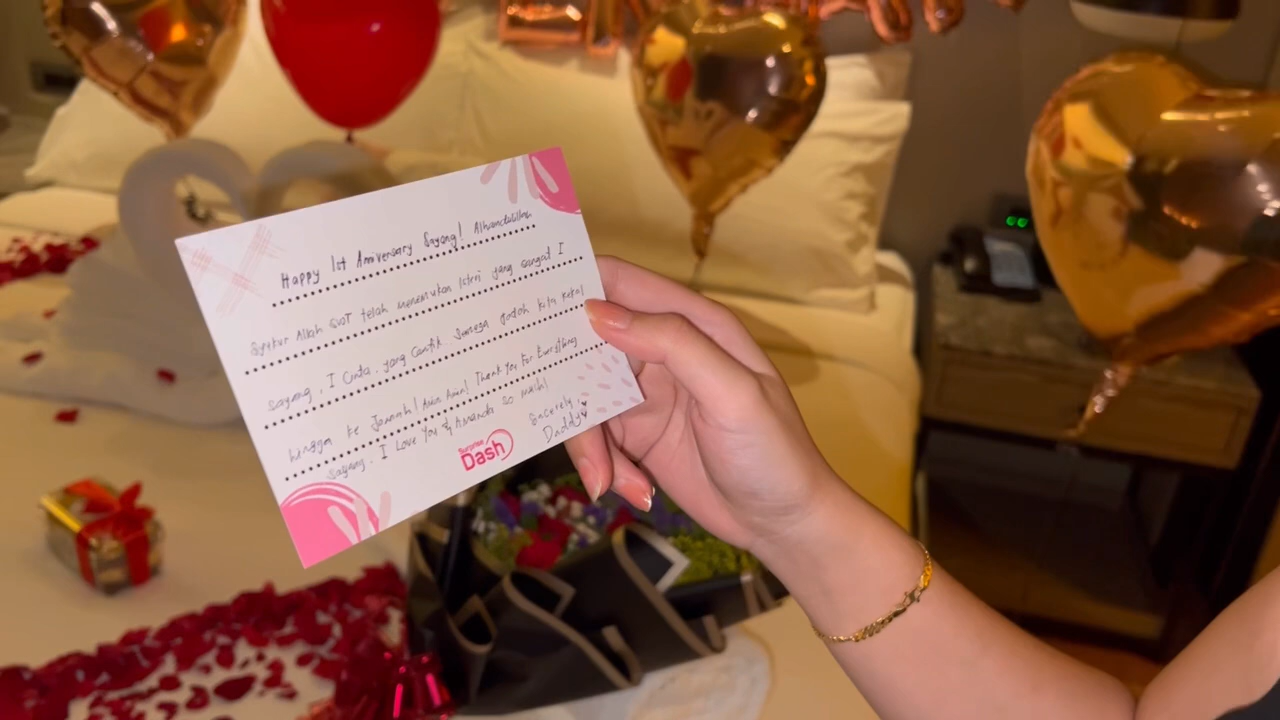 Happy 1st Anniversary Sayang! Alhamdulillah
Syukur Allah SWT telah menemukan Isteri yang sangat I
Sayang, I Cinta, yang Cantik. Semoga Jodoh kita Kekal
hingga ke Jannah! Amin Amin! Thank You for Everything
Sayang. I Love You & Amanda so much!
Sincerely,
Daddy
Surprise
Dash